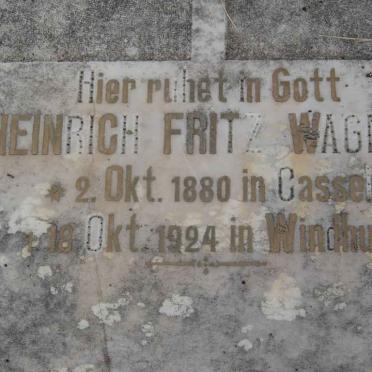 Hier ruhet in Gott
HEINRICH FRITZ WAG
* 2. Okt. 1880 in Cassel
+ 18 Okt. 1924 in Windhu